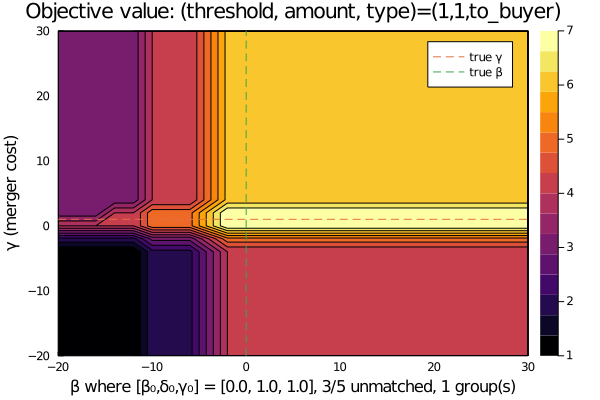 Objective value: (threshold, amount, type)=(1,1,to_buyer)
30
20
10
0
−10
−20
γ (merger cost)
true γ
true β
7
6
5
4
3
2
1
−20 −10 0 10 20 30
β where [β₀,δ₀,γ₀] = [0.0, 1.0, 1.0], 3/5 unmatched, 1 group(s)